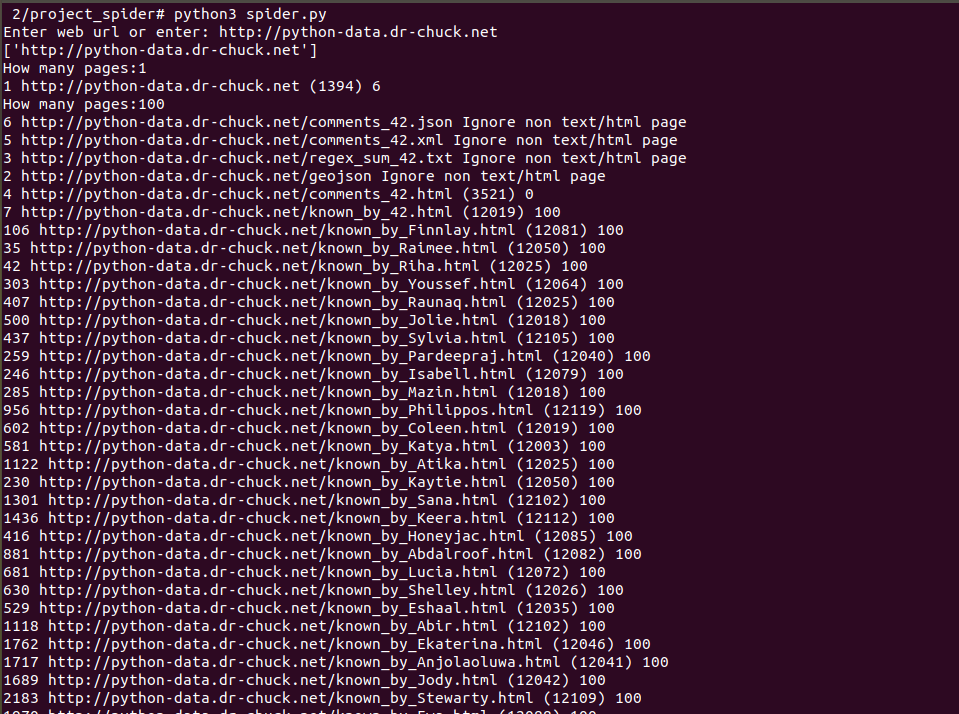 2/project_spider# python3 spider.py
Enter web url or enter: http://python-data.dr-chuck.net
['http://python-data.dr-chuck.net']
How many pages:1
1 http://python-data.dr-chuck.net (1394) 6
How many pages:100
6 http://python-data.dr-chuck.net/comments_42.json Ignore non text/html page
5 http://python-data.dr-chuck.net/comments_42.xml Ignore non text/html page
3 http://python-data.dr-chuck.net/regex_sum_42.txt Ignore non text/html page
2 http://python-data.dr-chuck.net/geojson Ignore non text/html page
4 http://python-data.dr-chuck.net/comments_42.html (3521) 0
7 http://python-data.dr-chuck.net/known_by_42.html (12019) 100
106 http://python-data.dr-chuck.net/known_by_Finnlay.html (12081) 100
35 http://python-data.dr-chuck.net/known_by_Raimee.html (12050) 100
42 http://python-data.dr-chuck.net/known_by_Riha.html (12025) 100
303 http://python-data.dr-chuck.net/known_by_Youssef.html (12064) 100
407 http://python-data.dr-chuck.net/known_by_Raunaq.html (12025) 100
500 http://python-data.dr-chuck.net/known_by_Jolie.html (12018) 100
437 http://python-data.dr-chuck.net/known_by_Sylvia.html (12105) 100
259 http://python-data.dr-chuck.net/known_by_Pardeepraj.html (12040) 100
246 http://python-data.dr-chuck.net/known_by_Isabell.html (12079) 100
285 http://python-data.dr-chuck.net/known_by_Mazin.html (12018) 100
956 http://python-data.dr-chuck.net/known_by_Philippos.html (12119) 100
602 http://python-data.dr-chuck.net/known_by_Coleen.html (12019) 100
581 http://python-data.dr-chuck.net/known_by_Katya.html (12003) 100
1122 http://python-data.dr-chuck.net/known_by_Atika.html (12025) 100
230 http://python-data.dr-chuck.net/known_by_Kaytie.html (12050) 100
1301 http://python-data.dr-chuck.net/known_by_Sana.html (12102) 100
1436 http://python-data.dr-chuck.net/known_by_Keera.html (12112) 100
416 http://python-data.dr-chuck.net/known_by_Honeyjac.html (12085) 100
881 http://python-data.dr-chuck.net/known_by_Abdalroof.html (12082) 100
681 http://python-data.dr-chuck.net/known_by_Lucia.html (12072) 100
630 http://python-data.dr-chuck.net/known_by_Shelley.html (12026) 100
529 http://python-data.dr-chuck.net/known_by_Eshaal.html (12035) 100
1118 http://python-data.dr-chuck.net/known_by_Abir.html (12102) 100
1762 http://python-data.dr-chuck.net/known_by_Ekaterina.html (12046) 100
1717 http://python-data.dr-chuck.net/known_by_Anjolaoluwa.html (12041) 100
1689 http://python-data.dr-chuck.net/known_by_Jody.html (12042) 100
2183 http://python-data.dr-chuck.net/known_by_Stewarty.html (12109) 100